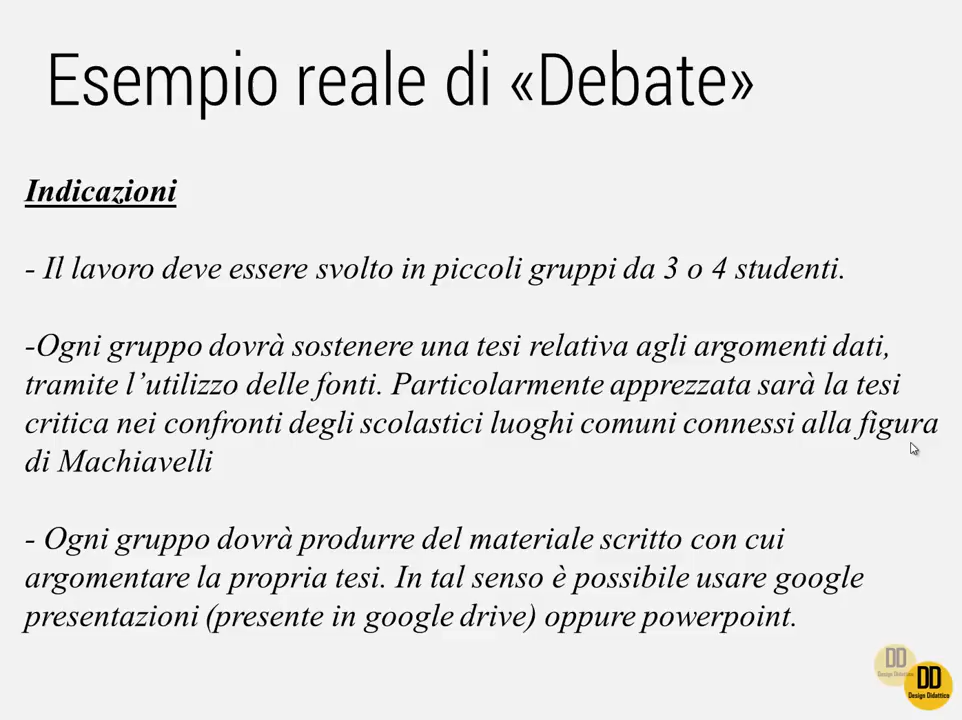 Esempio reale di «Debate»
Indicazioni
- Il lavoro deve essere svolto in piccoli gruppi da 3 o 4 studenti.
-Ogni gruppo dovrà sostenere una tesi relativa agli argomenti dati,
tramite l’utilizzo delle fonti. Particolarmente apprezzata sarà la tesi
critica nei confronti degli scolastici luoghi comuni connessi alla figura
di Machiavelli
- Ogni gruppo dovrà produrre del materiale scritto con cui
argomentare la propria tesi. In tal senso è possibile usare google
presentazioni (presente in google drive) oppure powerpoint.
DD
Design Didattico
DD
Design Didattico